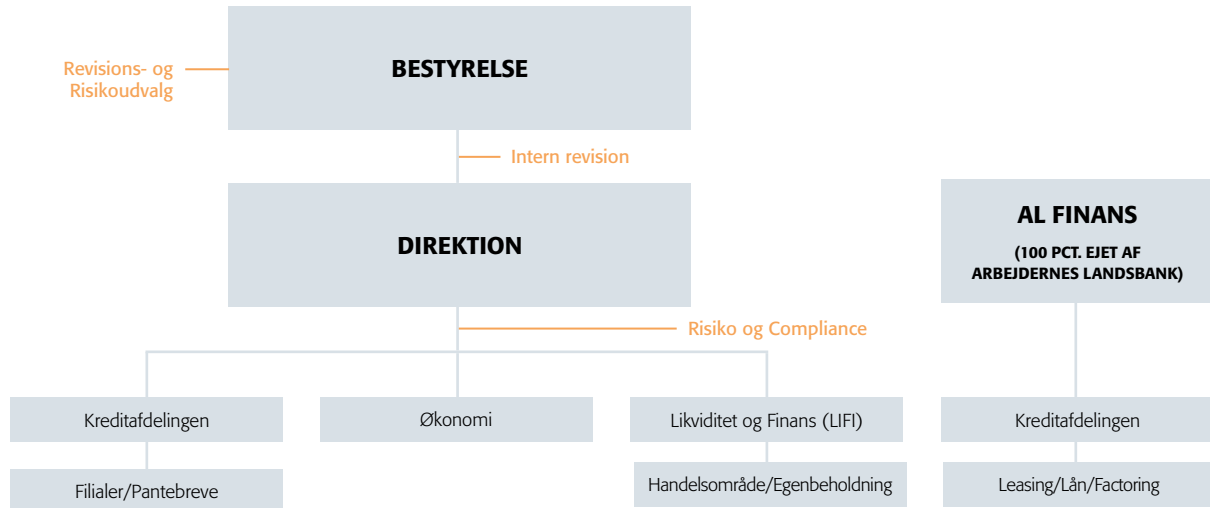 Revisions- og
Risikoudvalg
BESTYRELSE
Intern revision
DIREKTION
AL FINANS
(100 PCT. EJET AF
ARBEJDERNES LANDSBANK)
Risiko og Compliance
Kreditafdelingen
Økonomi
Likviditet og Finans (LIFI)
Kreditafdelingen
Filialer/Pantebreve
Handelsområde/Egenbeholdning
Leasing/Lån/Factoring